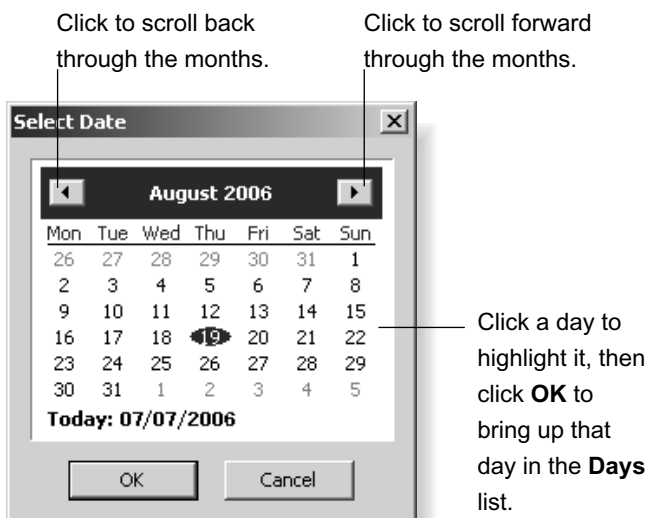 Click to scroll back
through the months.
Click to scroll forward
through the months.
Select Date
August 2006
Mon Tue Wed Thu Fri Sat Sun
26 27 28 29 30 31 1
2 3 4 5 6 7 8
9 10 11 12 13 14 15
16 17 18 19 20 21 22
23 24 25 26 27 28 29
30 31 1 2 3 4 5
Today: 07/07/2006
OK Cancel
Click a day to
highlight it, then
click OK to
bring up that
day in the Days
list.